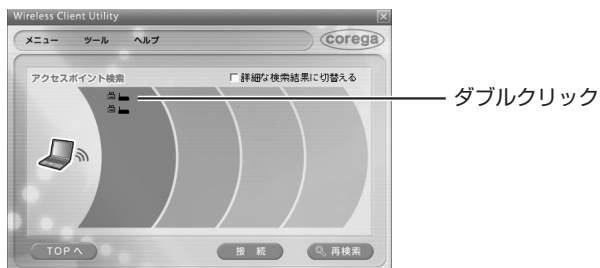 Wireless Client Utility
メニュー ツール ヘルプ corega
アクセスポイント検索 詳細な検索結果に切替える
ダブルクリック
TOPへ 接 続 再検索